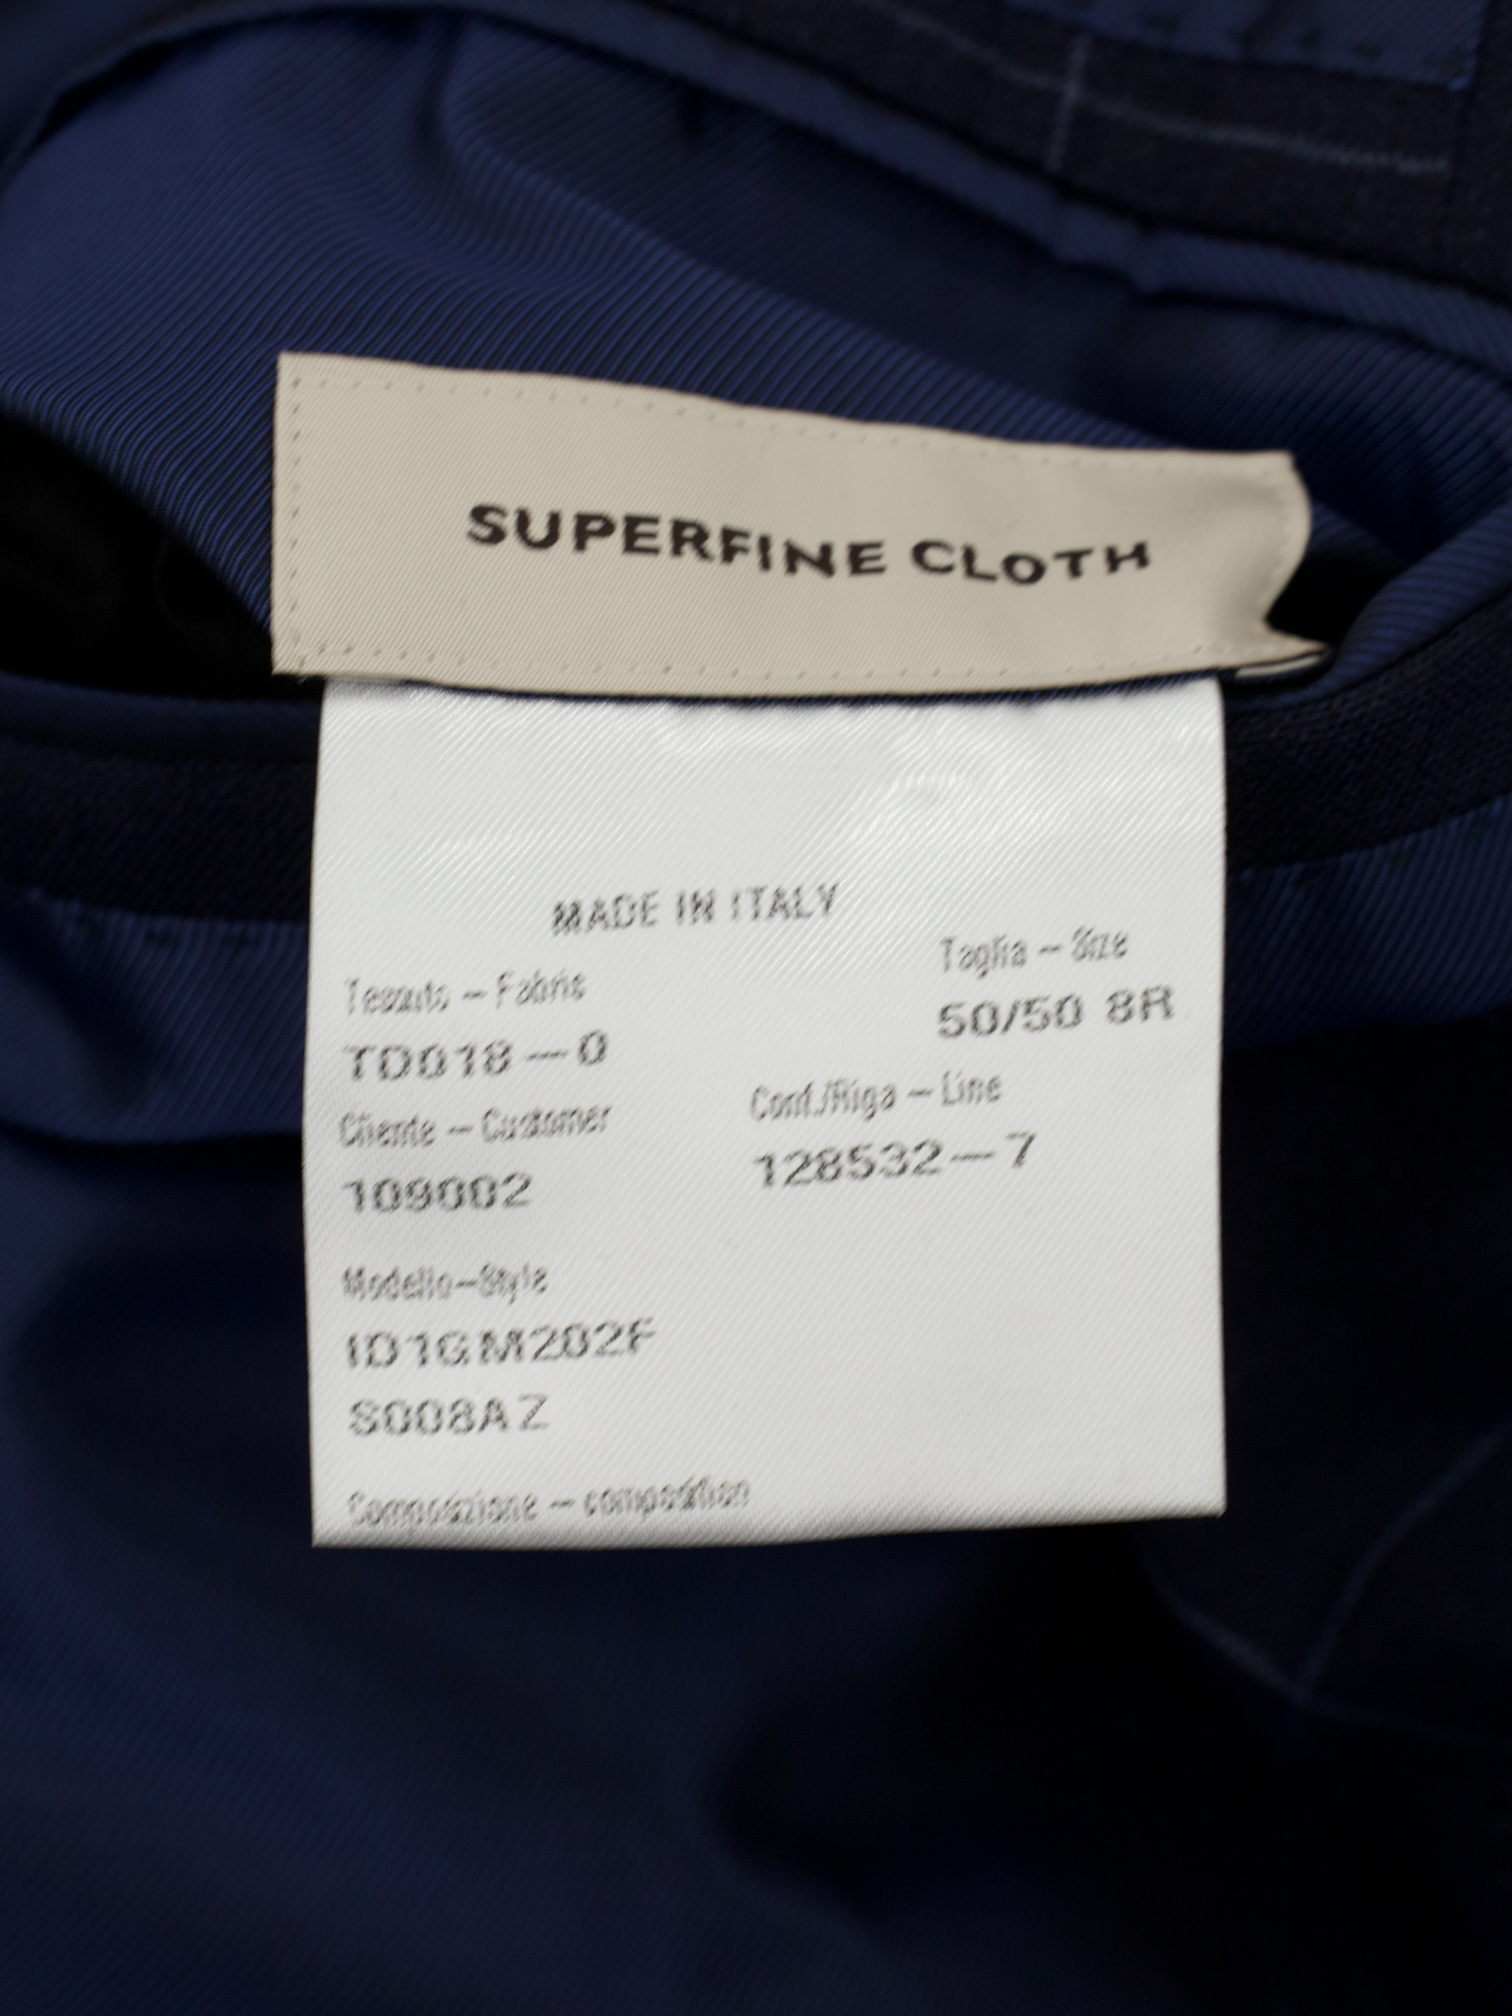 SUPERFINE CLOTH
MADE IN ITALY
Taglia – Size
Tessuto – Fabric
50/50 8R
TD018 – 0
Conf./Riga – Line
Cliente – Customer
128532 – 7
109002
Modello–Style
ID1GM202F
S008AZ
Composizione – composition